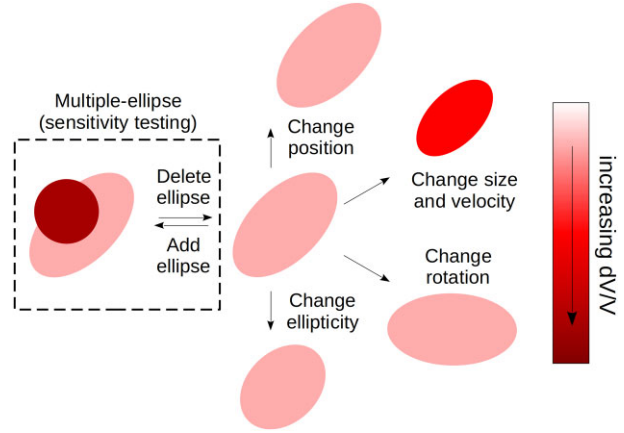 Multiple-ellipse
(sensitivity testing)
Delete
ellipse
Add
ellipse
Change
position
Change size
and velocity
Change
rotation
Change
ellipticity
increasing dV/V